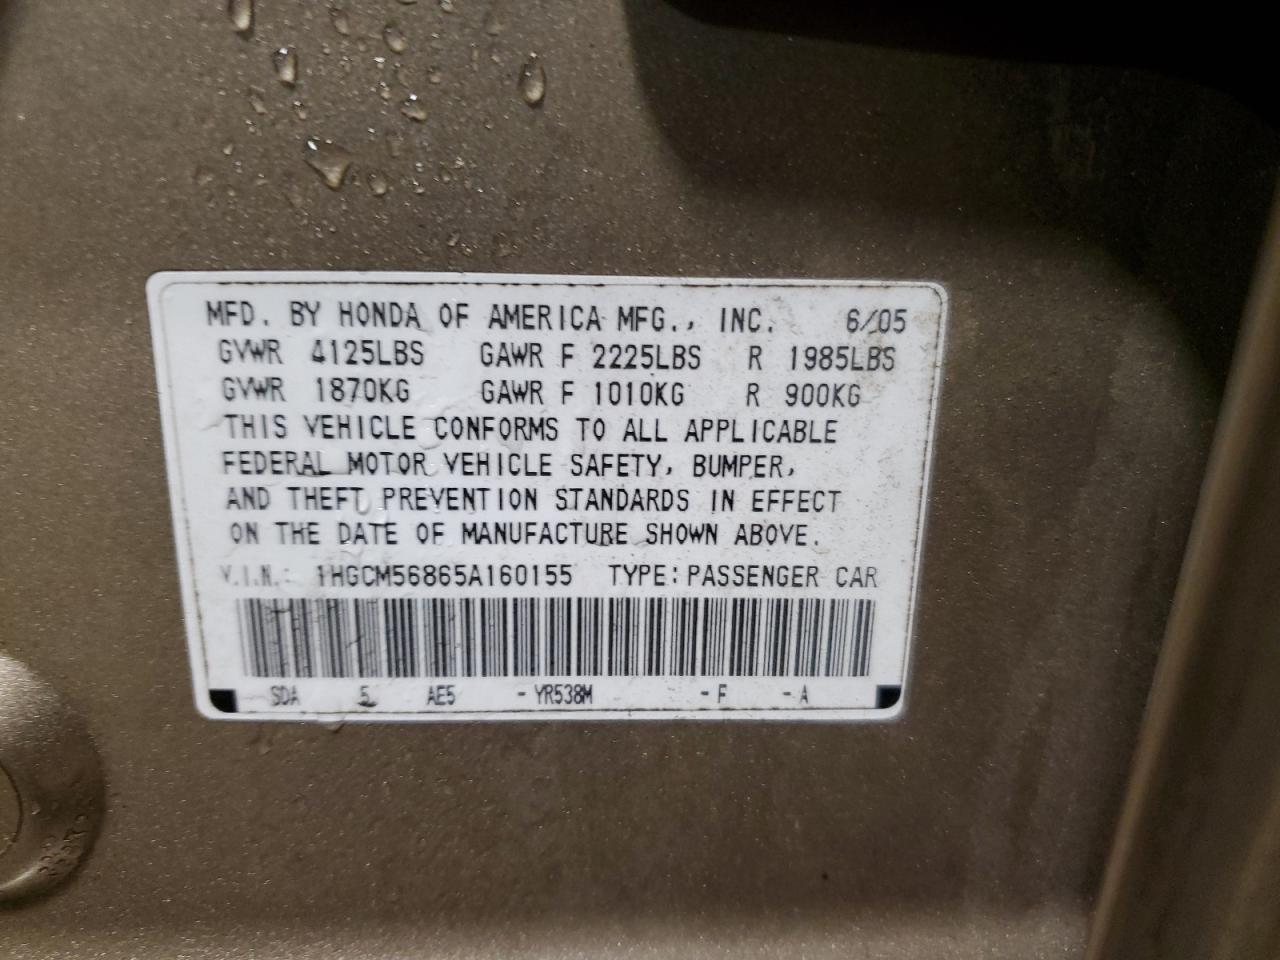 MFD. BY HONDA OF AMERICA MFG., INC. 6/05
GVWR 4125LBS GAWR F 2225LBS R 1985LBS
GVWR 1870KG GAWR F 1010KG R 900KG
THIS VEHICLE CONFORMS TO ALL APPLICABLE
FEDERAL MOTOR VEHICLE SAFETY, BUMPER,
AND THEFT PREVENTION STANDARDS IN EFFECT
ON THE DATE OF MANUFACTURE SHOWN ABOVE.
V.I.N.: 1HGCM56865A160155 TYPE: PASSENGER CAR
SDA 5 AE5 - YR538M - F - A